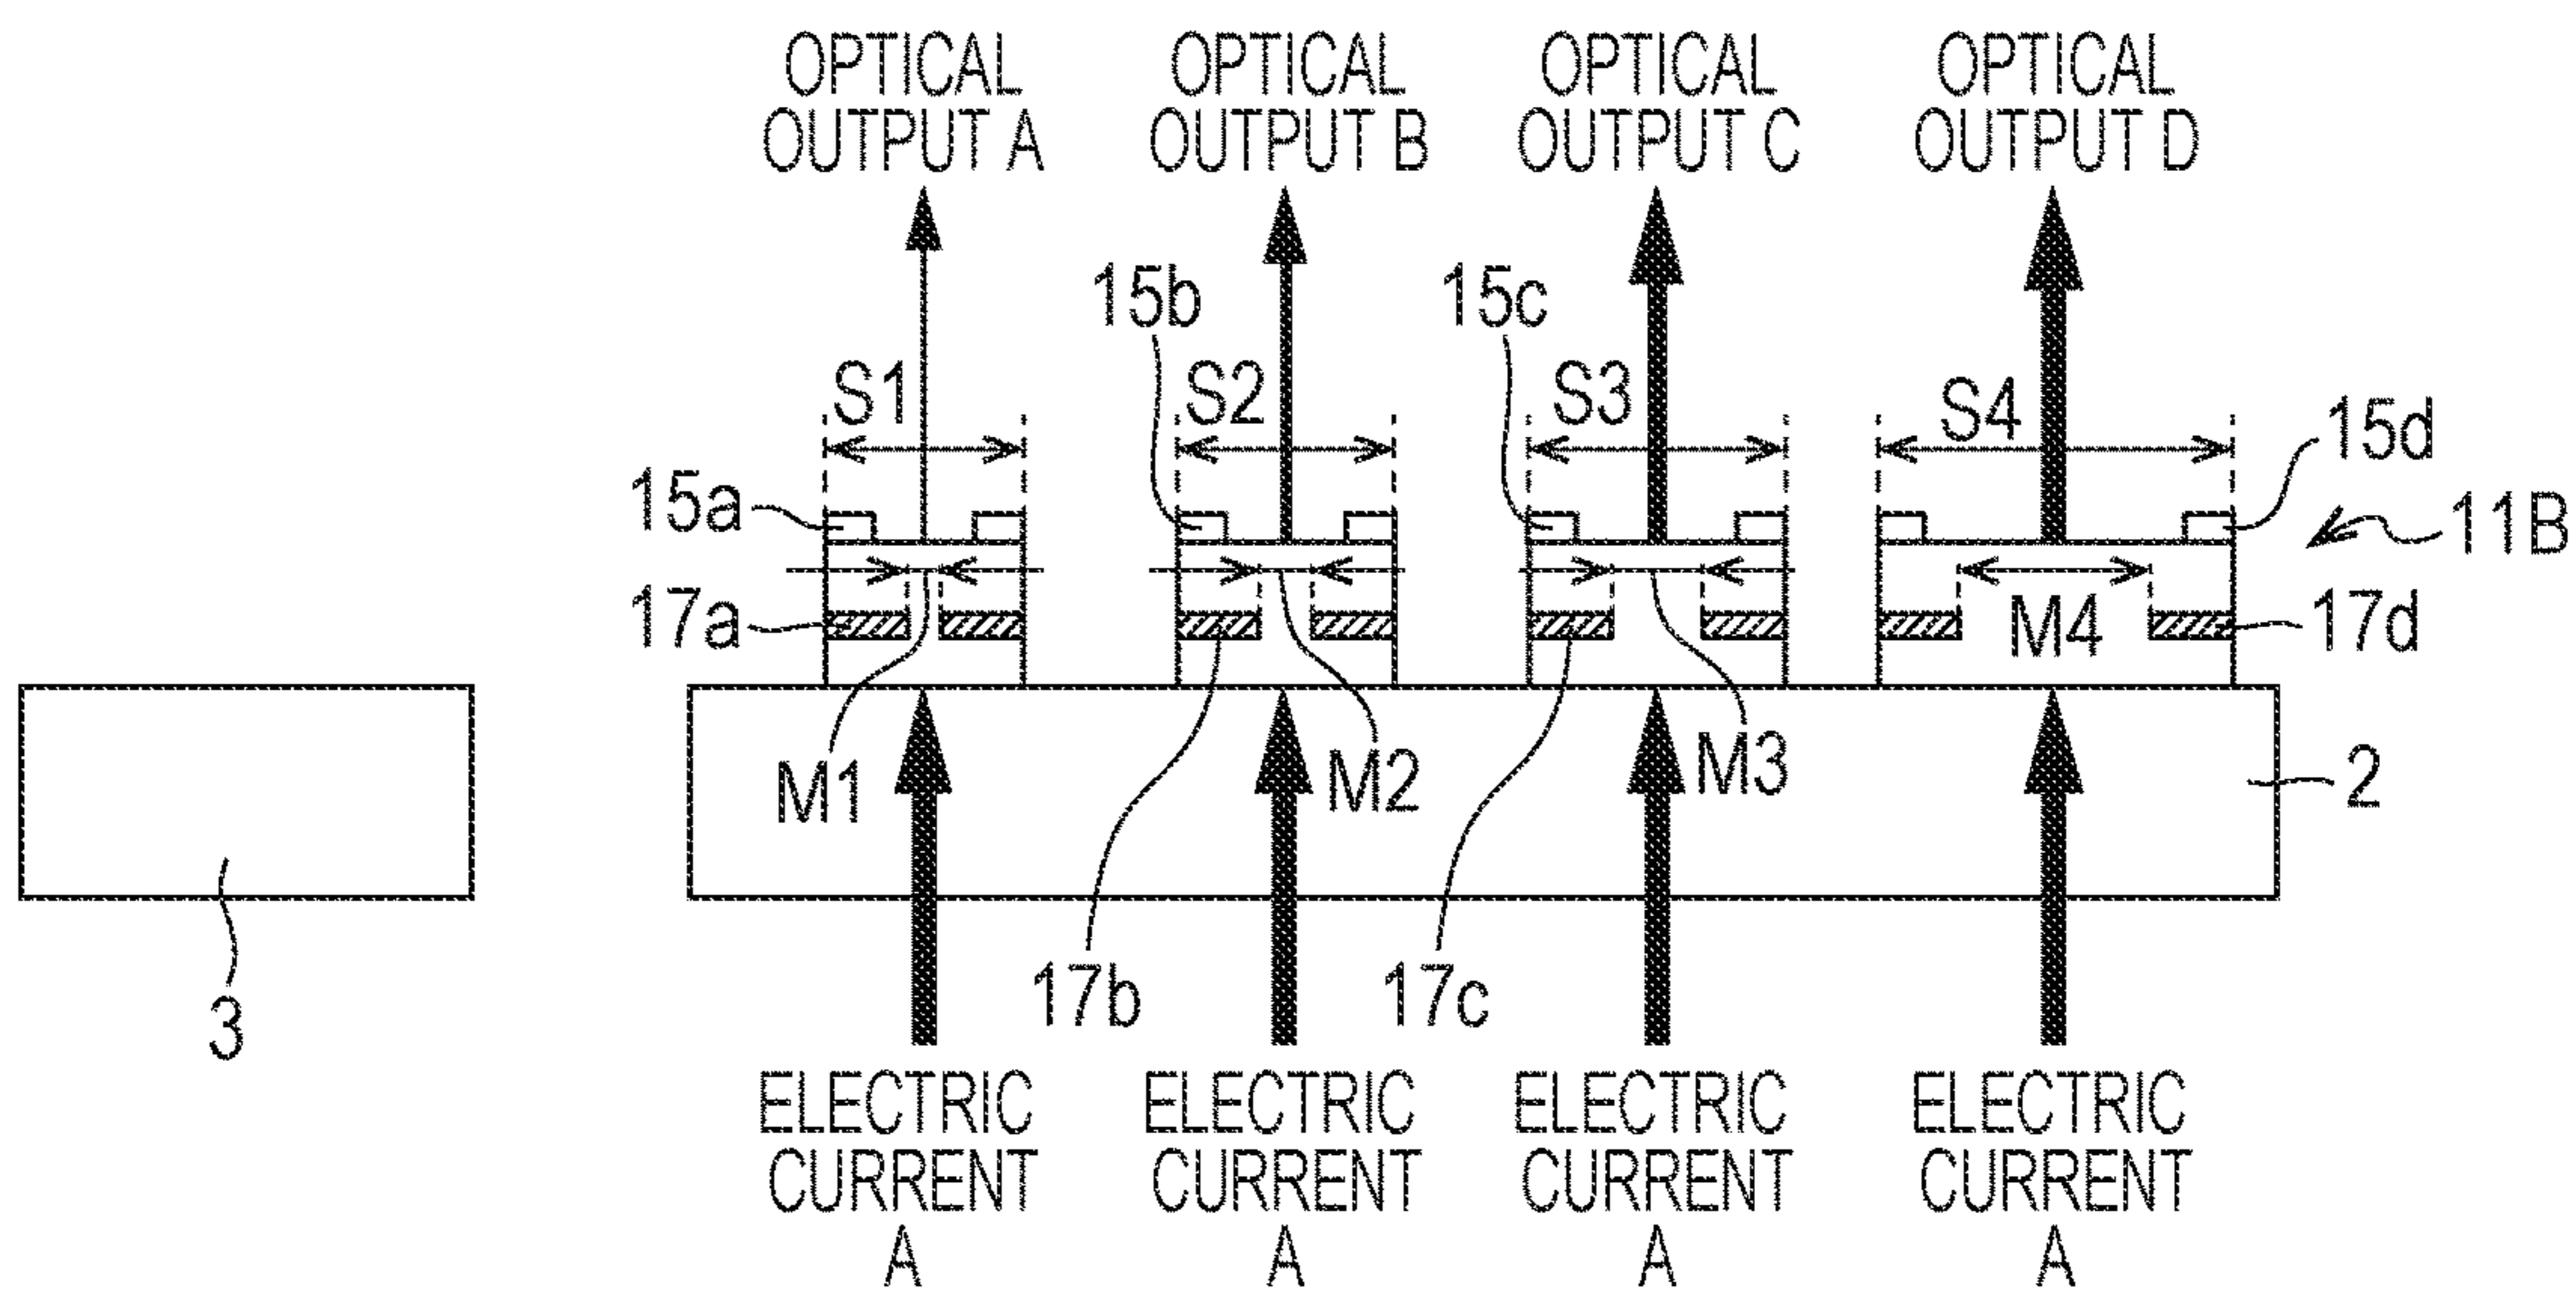 OPTICAL OUTPUT A
OPTICAL OUTPUT B
OPTICAL OUTPUT C
OPTICAL OUTPUT D
15b
15c
S1
S2
S3
S4
15d
15a
11B
17a
M4
17d
M1
M2
M3
2
17b
17c
3
ELECTRIC CURRENT A
ELECTRIC CURRENT A
ELECTRIC CURRENT A
ELECTRIC CURRENT A